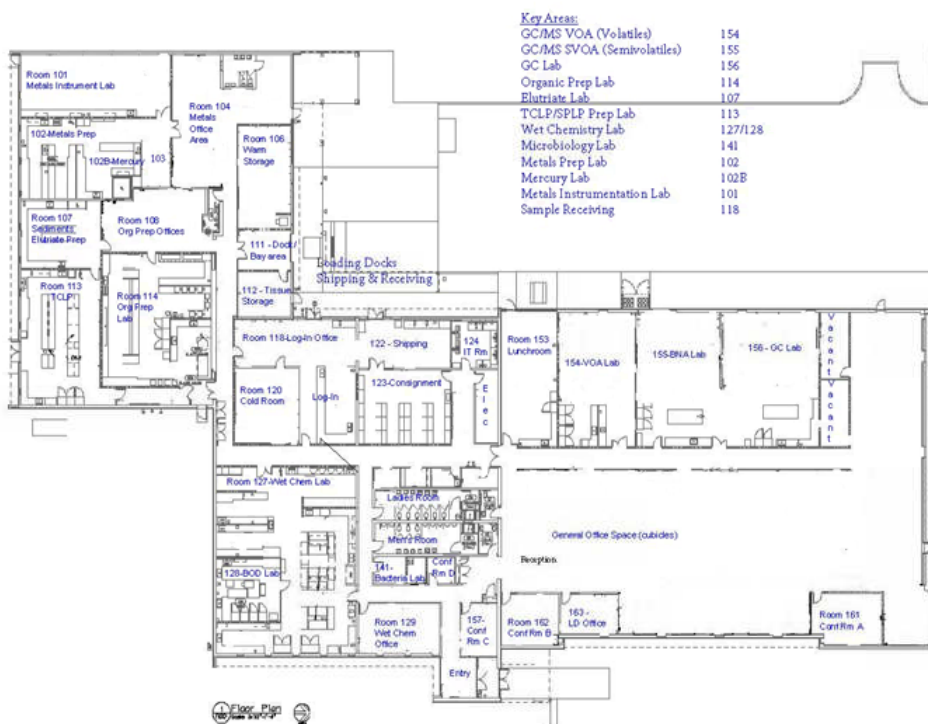 Key Areas:
GC/MS VOA (Volatiles) 154
GC/MS SVOA (Semivolatiles) 155
GC Lab 156
Organic Prep Lab 114
Elutriate Lab 107
TCLP/SPLP Prep Lab 113
Wet Chemistry Lab 127/128
Microbiology Lab 141
Metals Prep Lab 102
Mercury Lab 102B
Metals Instrumentation Lab 101
Sample Receiving 118
Room 101
Metals Instrument Lab
Room 104
Metals
Office
Area
102-Metals Prep
102B-Mercury
103
Room 106
Warm
Storage
Room 107
Sediments
Elutriate Prep
Room 108
Org Prep Offices
111 - Dock/
Bay area
Loading Docks
Shipping & Receiving
112 - Tissue
Storage
Room 113
TCLP
Room 114
Org Prep
Lab
Room 118-Log-In Office
122 - Shipping
124
IT Rm
Room 153
Lunchroom
154-VOA Lab
155-BNA Lab
156 - GC Lab
Vacant
Vacant
Room 120
Cold Room
Log-In
123-Consignment
Elec
Room 127-Wet Chem Lab
Ladies Room
Men's Room
General Office Space (cubicles)
Reception
128-BOD Lab
141-
Bacteria Lab
Conf
Rm D
Room 129
Wet Chem
Office
157-
Conf
Rm C
Room 162
Conf Rm B
163 -
LD Office
Room 161
Conf Rm A
Entry
Floor Plan